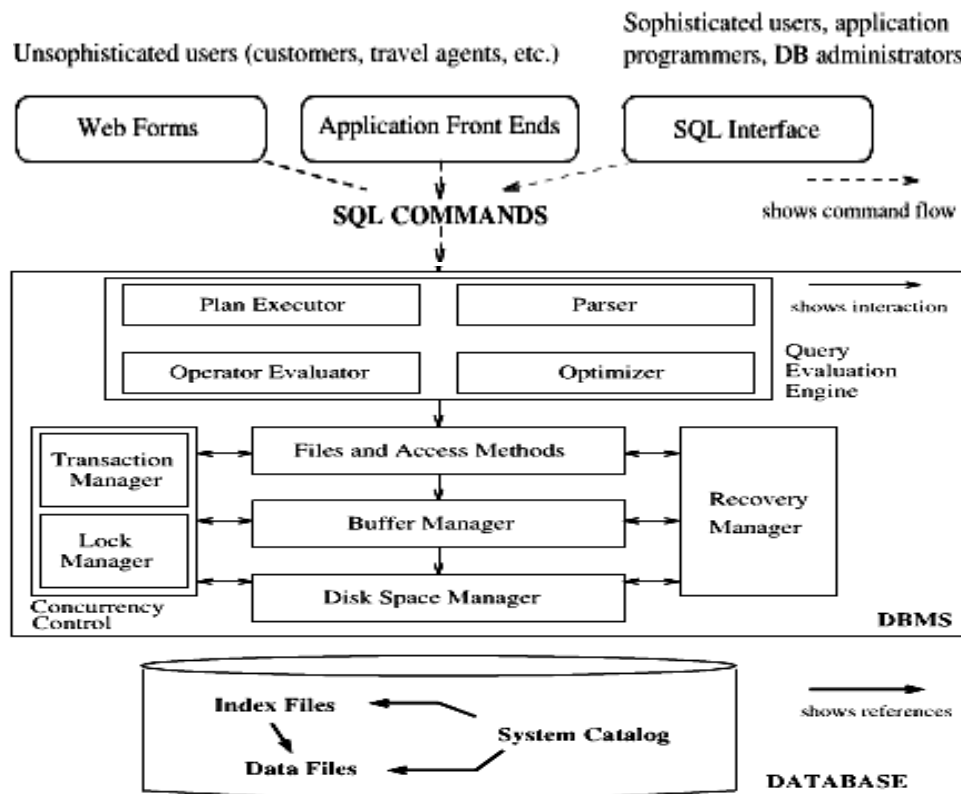 Sophisticated users, application
programmers, DB administrators
Unsophisticated users (customers, travel agents, etc.)
Web Forms
Application Front Ends
SQL Interface
SQL COMMANDS
shows command flow
Plan Executor
Parser
shows interaction
Operator Evaluator
Optimizer
Query
Evaluation
Engine
Files and Access Methods
Transaction
Manager
Recovery
Manager
Buffer Manager
Lock
Manager
Disk Space Manager
Concurrency
Control
DBMS
Index Files
shows references
System Catalog
Data Files
DATABASE